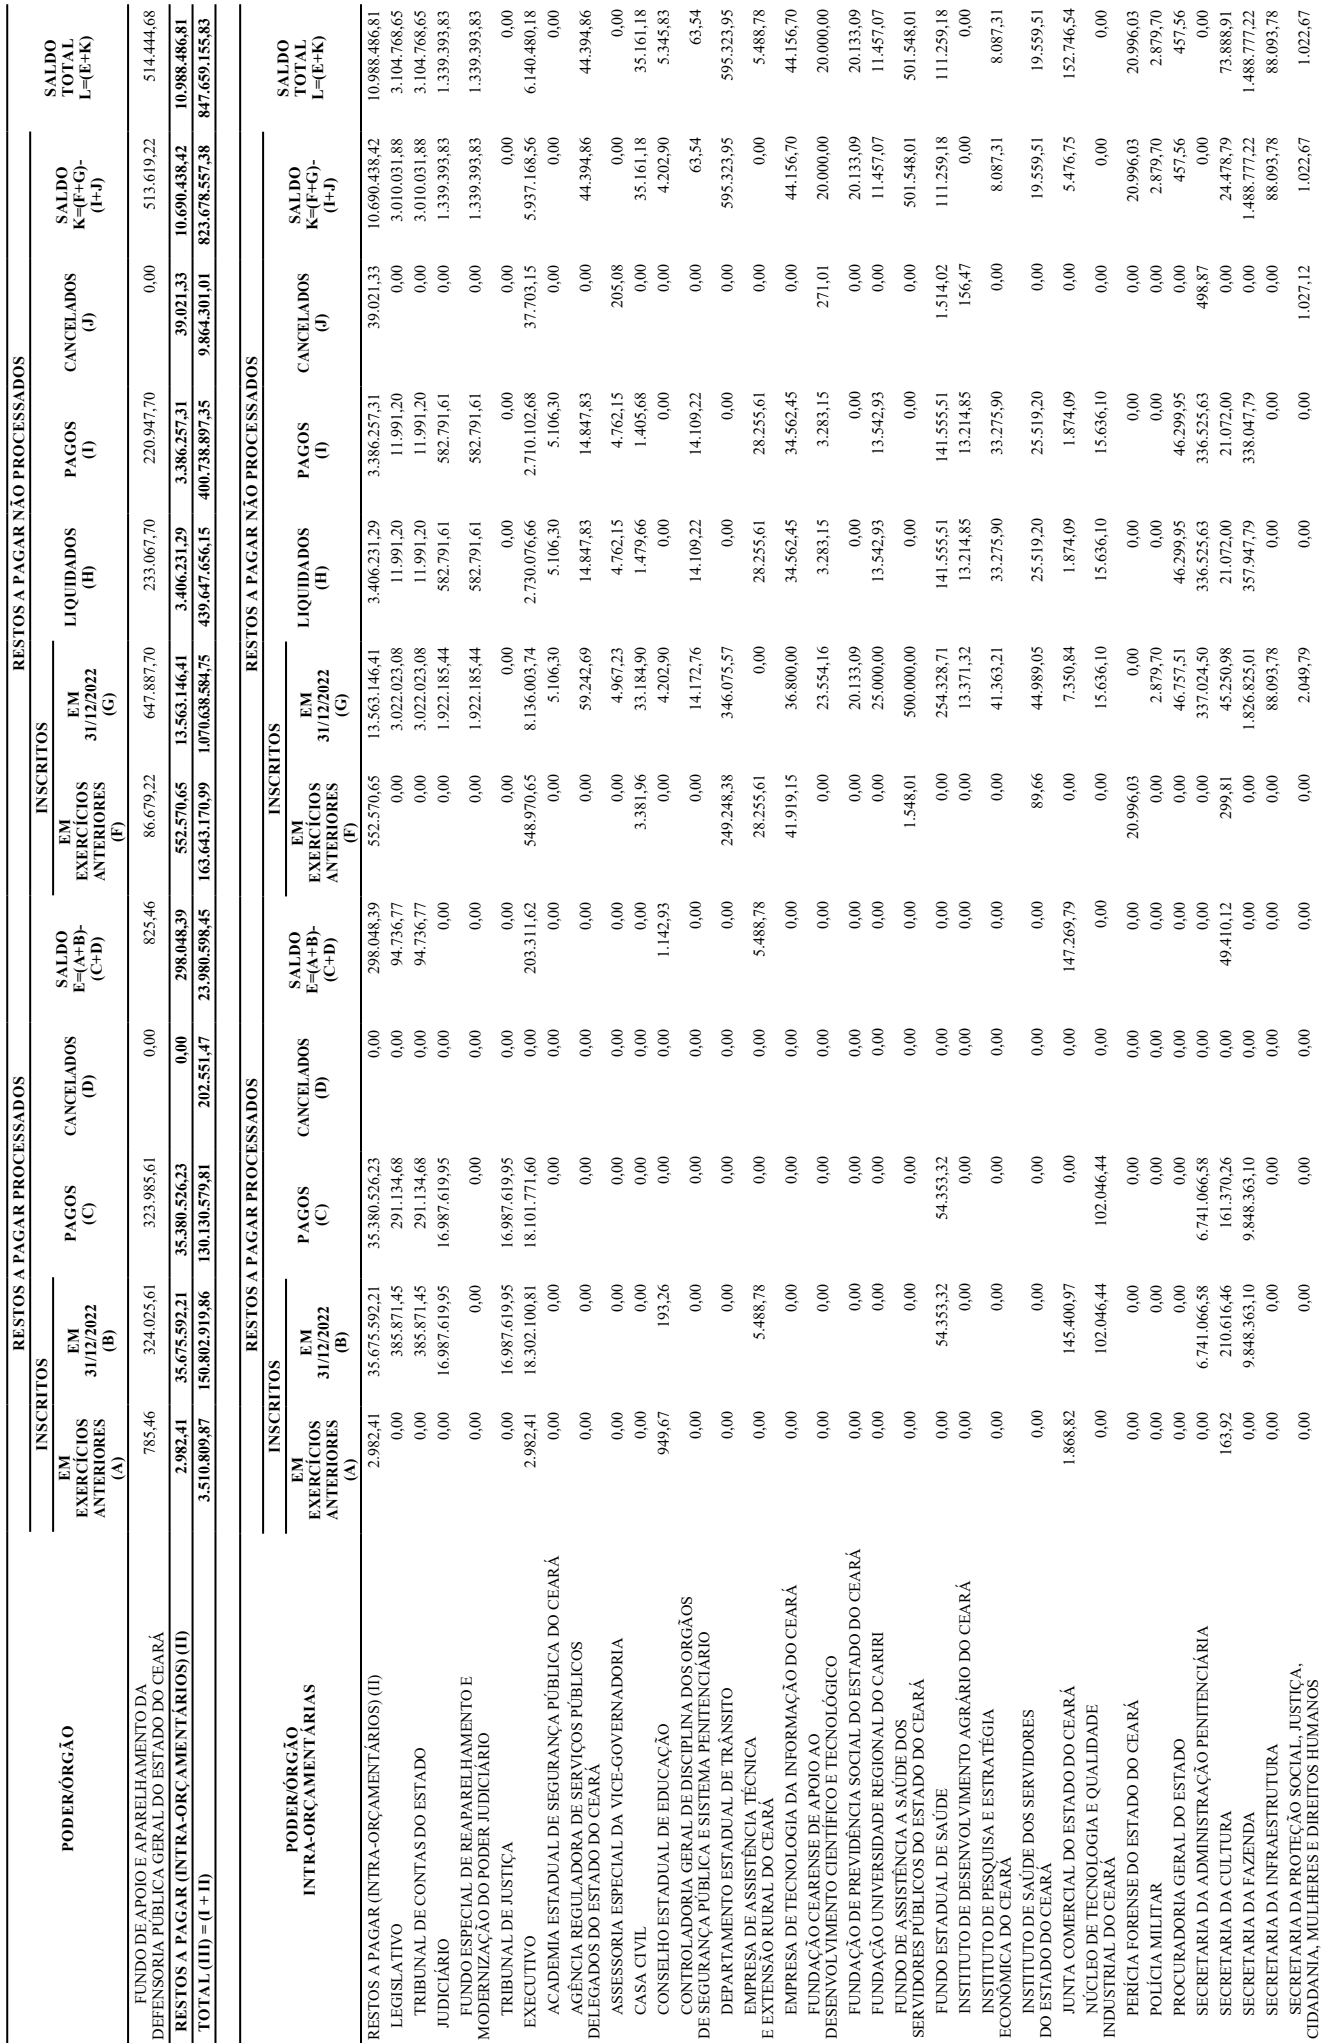 RESTOS A PAGAR PROCESSADOS RESTOS A PAGAR NÃO PROCESSADOS
INSCRITOS INSCRITOS
PODER/ÓRGÃO EM EXERCÍCIOS ANTERIORES (A) EM 31/12/2022 (B) PAGOS (C) CANCELADOS (D) SALDO E=(A+B)-(C+D) EM EXERCÍCIOS ANTERIORES (F) EM 31/12/2022 (G) LIQUIDADOS (H) PAGOS (I) CANCELADOS (J) SALDO K=(F+G)-(I+J) SALDO TOTAL L=(E+K)
FUNDO DE APOIO E APARELHAMENTO DA
DEFENSORIA PÚBLICA GERAL DO ESTADO DO CEARÁ 785,46 324.025,61 323.985,61 0,00 825,46 86.679,22 647.887,70 233.067,70 220.947,70 0,00 513.619,22 514.444,68
RESTOS A PAGAR (INTRA-ORÇAMENTÁRIOS) (II) 2.982,41 35.675.592,21 35.380.526,23 0,00 298.048,39 552.570,65 13.563.146,41 3.406.231,29 3.386.257,31 39.021,33 10.690.438,42 10.988.486,81
TOTAL (III) = (I + II) 3.510.809,87 150.802.919,86 130.130.579,81 202.551,47 23.980.598,45 163.643.170,99 1.070.638.584,75 439.647.656,15 400.738.897,35 9.864.301,01 823.678.557,38 847.659.155,83
RESTOS A PAGAR PROCESSADOS RESTOS A PAGAR NÃO PROCESSADOS
INSCRITOS INSCRITOS
PODER/ÓRGÃO INTRA-ORÇAMENTÁRIAS EM EXERCÍCIOS ANTERIORES (A) EM 31/12/2022 (B) PAGOS (C) CANCELADOS (D) SALDO E=(A+B)-(C+D) EM EXERCÍCIOS ANTERIORES (F) EM 31/12/2022 (G) LIQUIDADOS (H) PAGOS (I) CANCELADOS (J) SALDO K=(F+G)-(I+J) SALDO TOTAL L=(E+K)
RESTOS A PAGAR (INTRA-ORÇAMENTÁRIOS) (II) 2.982,41 35.675.592,21 35.380.526,23 0,00 298.048,39 552.570,65 13.563.146,41 3.406.231,29 3.386.257,31 39.021,33 10.690.438,42 10.988.486,81
LEGISLATIVO 0,00 385.871,45 291.134,68 0,00 94.736,77 0,00 3.022.023,08 11.991,20 11.991,20 0,00 3.010.031,88 3.104.768,65
TRIBUNAL DE CONTAS DO ESTADO 0,00 385.871,45 291.134,68 0,00 94.736,77 0,00 3.022.023,08 11.991,20 11.991,20 0,00 3.010.031,88 3.104.768,65
JUDICIÁRIO 0,00 16.987.619,95 16.987.619,95 0,00 0,00 0,00 1.922.185,44 582.791,61 582.791,61 0,00 1.339.393,83 1.339.393,83
FUNDO ESPECIAL DE REAPARELHAMENTO E
MODERNIZAÇÃO DO PODER JUDICIÁRIO 0,00 0,00 0,00 0,00 0,00 0,00 1.922.185,44 582.791,61 582.791,61 0,00 1.339.393,83 1.339.393,83
TRIBUNAL DE JUSTIÇA 0,00 16.987.619,95 16.987.619,95 0,00 0,00 0,00 0,00 0,00 0,00 0,00 0,00 0,00
EXECUTIVO 2.982,41 18.302.100,81 18.101.771,60 0,00 203.311,62 548.970,65 8.136.003,74 2.730.076,66 2.710.102,68 37.703,15 5.937.168,56 6.140.480,18
ACADEMIA ESTADUAL DE SEGURANÇA PÚBLICA DO CEARÁ 0,00 0,00 0,00 0,00 0,00 0,00 5.106,30 5.106,30 5.106,30 0,00 0,00 0,00
AGÊNCIA REGULADORA DE SERVIÇOS PÚBLICOS
DELEGADOS DO ESTADO DO CEARÁ 0,00 0,00 0,00 0,00 0,00 0,00 59.242,69 14.847,83 14.847,83 0,00 44.394,86 44.394,86
ASSESSORIA ESPECIAL DA VICE-GOVERNADORIA 0,00 0,00 0,00 0,00 0,00 0,00 4.967,23 4.762,15 4.762,15 205,08 0,00 0,00
CASA CIVIL 0,00 0,00 0,00 0,00 0,00 3.381,96 33.184,90 1.479,66 1.405,68 0,00 35.161,18 35.161,18
CONSELHO ESTADUAL DE EDUCAÇÃO 949,67 193,26 0,00 0,00 1.142,93 0,00 4.202,90 0,00 0,00 0,00 4.202,90 5.345,83
CONTROLADORIA GERAL DE DISCIPLINA DOS ORGÃOS
DE SEGURANÇA PÚBLICA E SISTEMA PENITENCIÁRIO 0,00 0,00 0,00 0,00 0,00 0,00 14.172,76 14.109,22 14.109,22 0,00 63,54 63,54
DEPARTAMENTO ESTADUAL DE TRÂNSITO 0,00 0,00 0,00 0,00 0,00 249.248,38 346.075,57 0,00 0,00 0,00 595.323,95 595.323,95
EMPRESA DE ASSISTÊNCIA TÉCNICA
E EXTENSÃO RURAL DO CEARÁ 0,00 5.488,78 0,00 0,00 5.488,78 28.255,61 0,00 28.255,61 28.255,61 0,00 0,00 5.488,78
EMPRESA DE TECNOLOGIA DA INFORMAÇÃO DO CEARÁ 0,00 0,00 0,00 0,00 0,00 41.919,15 36.800,00 34.562,45 34.562,45 0,00 44.156,70 44.156,70
FUNDAÇÃO CEARENSE DE APOIO AO
DESENVOLVIMENTO CIENTÍFICO E TECNOLÓGICO 0,00 0,00 0,00 0,00 0,00 0,00 23.554,16 3.283,15 3.283,15 271,01 20.000,00 20.000,00
FUNDAÇÃO DE PREVIDÊNCIA SOCIAL DO ESTADO DO CEARÁ 0,00 0,00 0,00 0,00 0,00 0,00 20.133,09 0,00 0,00 0,00 20.133,09 20.133,09
FUNDAÇÃO UNIVERSIDADE REGIONAL DO CARIRI 0,00 0,00 0,00 0,00 0,00 0,00 25.000,00 13.542,93 13.542,93 0,00 11.457,07 11.457,07
FUNDO DE ASSISTÊNCIA A SAÚDE DOS
SERVIDORES PÚBLICOS DO ESTADO DO CEARÁ 0,00 0,00 0,00 0,00 0,00 1.548,01 500.000,00 0,00 0,00 0,00 501.548,01 501.548,01
FUNDO ESTADUAL DE SAÚDE 0,00 54.353,32 54.353,32 0,00 0,00 0,00 254.328,71 141.555,51 141.555,51 1.514,02 111.259,18 111.259,18
INSTITUTO DE DESENVOLVIMENTO AGRÁRIO DO CEARÁ 0,00 0,00 0,00 0,00 0,00 0,00 13.371,32 13.214,85 13.214,85 156,47 0,00 0,00
INSTITUTO DE PESQUISA E ESTRATÉGIA
ECONÔMICA DO CEARÁ 0,00 0,00 0,00 0,00 0,00 0,00 41.363,21 33.275,90 33.275,90 0,00 8.087,31 8.087,31
INSTITUTO DE SAÚDE DOS SERVIDORES
DO ESTADO DO CEARÁ 0,00 0,00 0,00 0,00 0,00 89,66 44.989,05 25.519,20 25.519,20 0,00 19.559,51 19.559,51
JUNTA COMERCIAL DO ESTADO DO CEARÁ 1.868,82 145.400,97 0,00 0,00 147.269,79 0,00 7.350,84 1.874,09 1.874,09 0,00 5.476,75 152.746,54
NÚCLEO DE TECNOLOGIA E QUALIDADE
INDUSTRIAL DO CEARÁ 0,00 102.046,44 102.046,44 0,00 0,00 0,00 15.636,10 15.636,10 15.636,10 0,00 0,00 0,00
PERÍCIA FORENSE DO ESTADO DO CEARÁ 0,00 0,00 0,00 0,00 0,00 20.996,03 0,00 0,00 0,00 0,00 20.996,03 20.996,03
POLÍCIA MILITAR 0,00 0,00 0,00 0,00 0,00 0,00 2.879,70 0,00 0,00 0,00 2.879,70 2.879,70
PROCURADORIA GERAL DO ESTADO 0,00 0,00 0,00 0,00 0,00 0,00 46.757,51 46.299,95 46.299,95 0,00 457,56 457,56
SECRETARIA DA ADMINISTRAÇÃO PENITENCIÁRIA 0,00 6.741.066,58 6.741.066,58 0,00 0,00 0,00 337.024,50 336.525,63 336.525,63 498,87 0,00 0,00
SECRETARIA DA CULTURA 163,92 210.616,46 161.370,26 0,00 49.410,12 299,81 45.250,98 21.072,00 21.072,00 0,00 24.478,79 73.888,91
SECRETARIA DA FAZENDA 0,00 9.848.363,10 9.848.363,10 0,00 0,00 0,00 1.826.825,01 357.947,79 338.047,79 0,00 1.488.777,22 1.488.777,22
SECRETARIA DA INFRAESTRUTURA 0,00 0,00 0,00 0,00 0,00 0,00 88.093,78 0,00 0,00 0,00 88.093,78 88.093,78
SECRETARIA DA PROTEÇÃO SOCIAL, JUSTIÇA,
CIDADANIA, MULHERES E DIREITOS HUMANOS 0,00 0,00 0,00 0,00 0,00 0,00 2.049,79 0,00 0,00 1.027,12 1.022,67 1.022,67